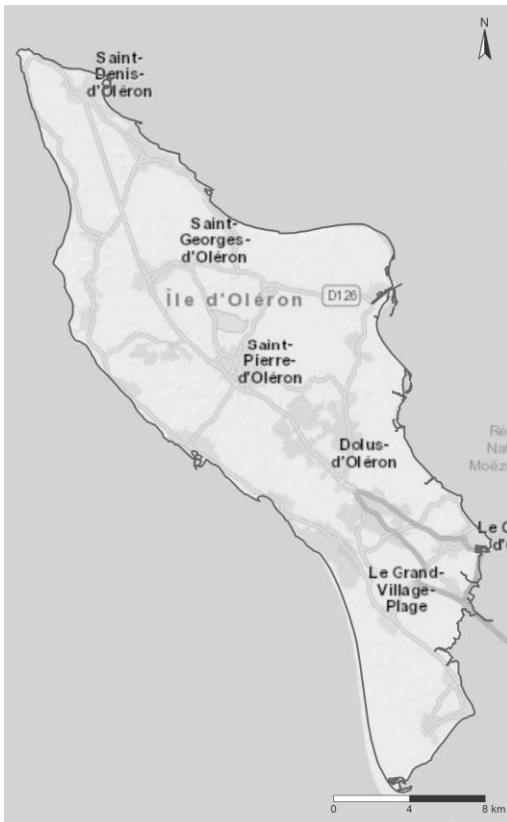 N
Saint-
Denis-
d'Oléron
Saint-
Georges-
d'Oléron
Île d'Oléron
D126
Saint-
Pierre-
d'Oléron
Dolus-
d'Oléron
Le Grand-
Village-
Plage
0 4 8 km